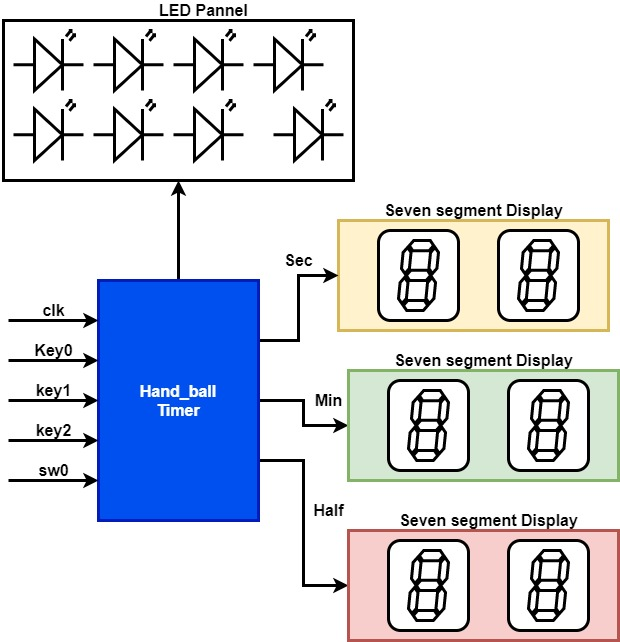 LED Pannel
Seven segment Display
Sec
clk
Key0
key1
key2
sw0
Hand_ball
Timer
Seven segment Display
Min
Seven segment Display
Half